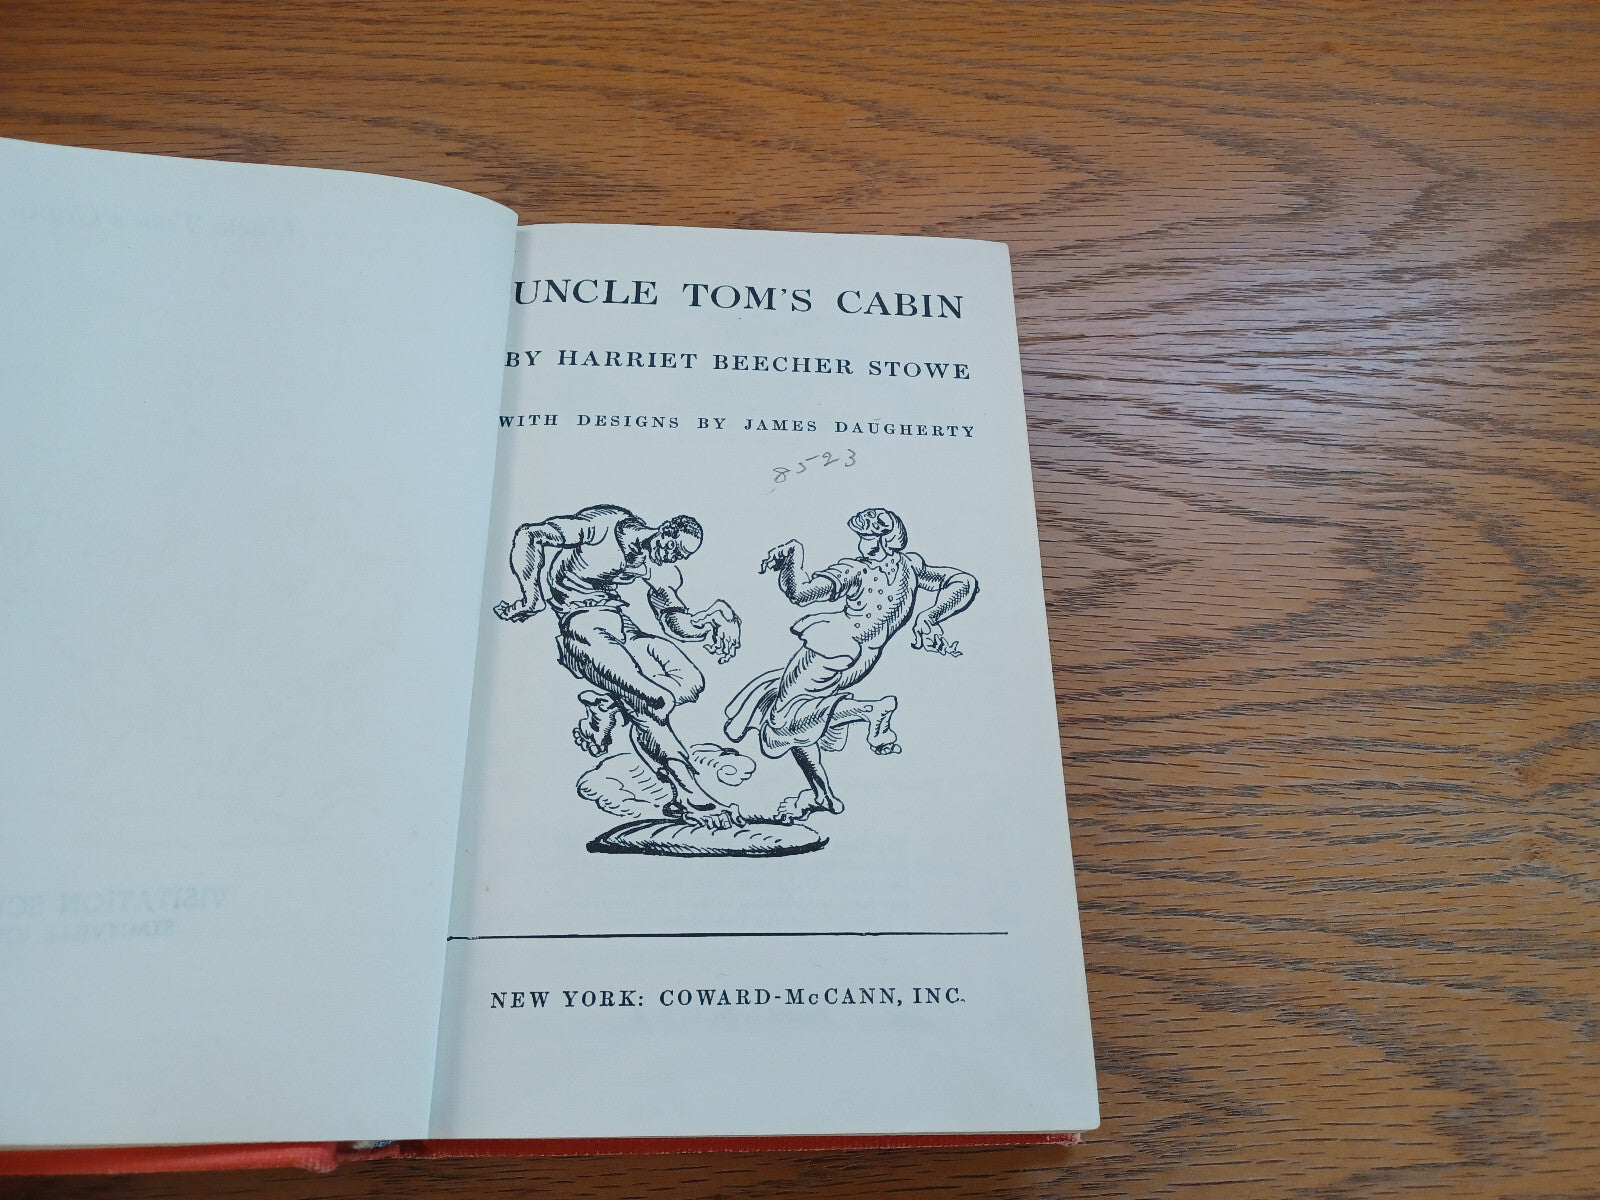 UNCLE TOM'S CABIN
BY HARRIET BEECHER STOWE
WITH DESIGNS BY JAMES DAUGHERTY
8523
NEW YORK: COWARD-McCANN, INC.